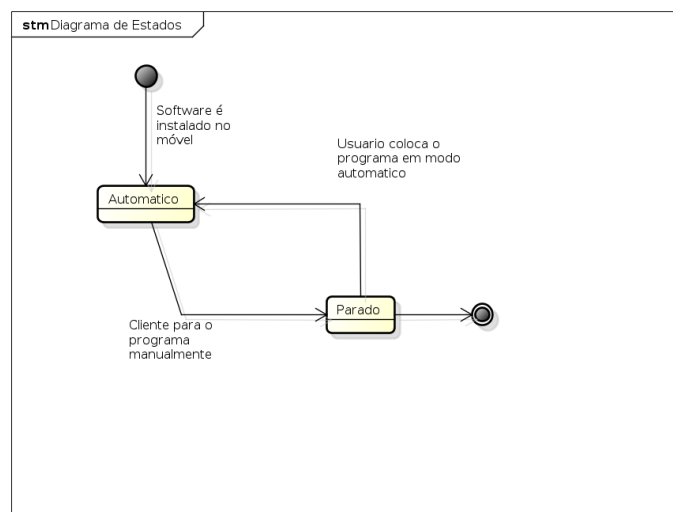 stm Diagrama de Estados
Software é
instalado no
móvel
Usuario coloca o
programa em modo
automatico
Automatico
Parado
Cliente para o
programa
manualmente